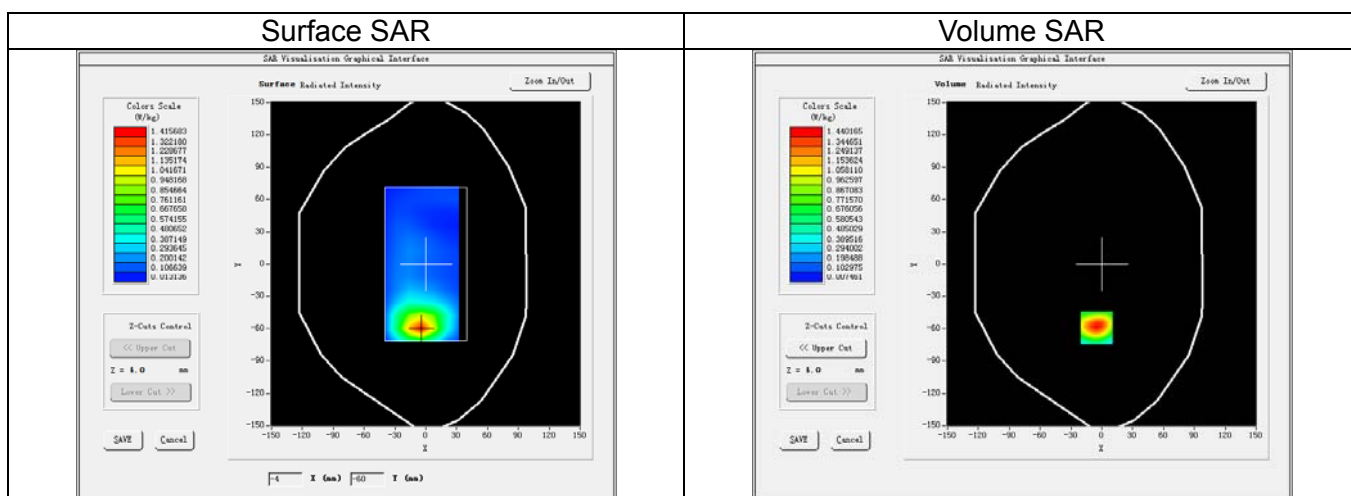 Surface SAR
Volume SAR
SAR Visualisation Graphical Interface
Surface Radiated Intensity
Zoom In/Out
Colors Scale
(W/kg)
1.415683
1.322180
1.228677
1.135174
1.041671
0.948168
0.854664
0.761161
0.667658
0.574155
0.480652
0.387149
0.293645
0.200142
0.106639
0.013136
150
120
90
60
30
0
-30
-60
-90
-120
-150
-150 -120 -90 -60 -30 0 30 60 90 120 150
Y
X
Z-Cuts Control
<< Upper Cut
Z = 4.0 mm
Lower Cut >>
SAVE Cancel
-4 X (mm) -60 Y (mm)
SAR Visualisation Graphical Interface
Volume Radiated Intensity
Zoom In/Out
Colors Scale
(W/kg)
1.440165
1.344651
1.249137
1.153624
1.058110
0.962597
0.867083
0.771570
0.676056
0.580543
0.485029
0.389516
0.294002
0.198488
0.102975
0.007461
150
120
90
60
30
0
-30
-60
-90
-120
-150
-150 -120 -90 -60 -30 0 30 60 90 120 150
Y
X
Z-Cuts Control
<< Upper Cut
Z = 4.0 mm
Lower Cut >>
SAVE Cancel